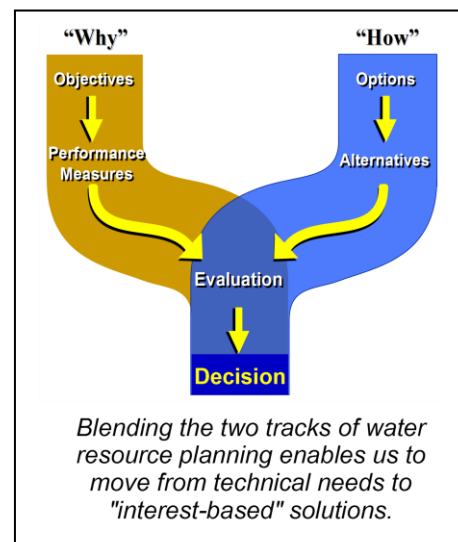 “Why”
“How”
Objectives
Options
Performance
Measures
Alternatives
Evaluation
Decision
Blending the two tracks of water
resource planning enables us to
move from technical needs to
"interest-based" solutions.